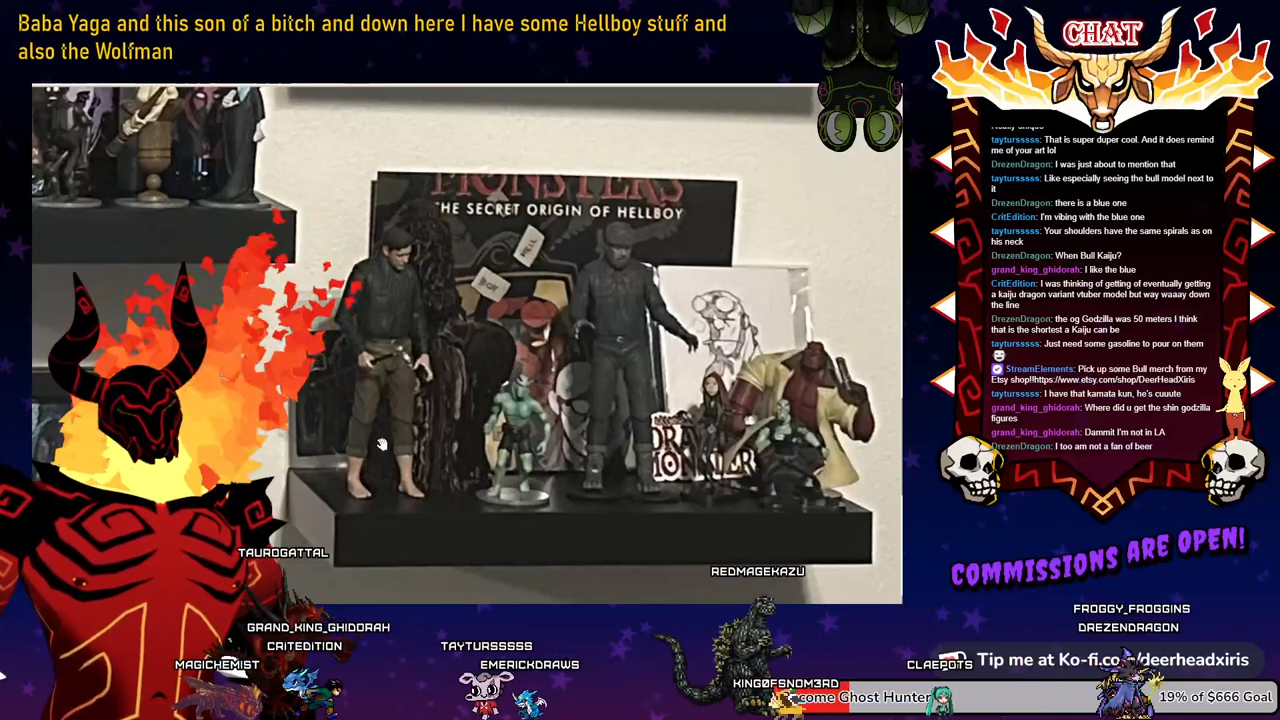 Baba Yaga and this son of a bitch and down here I have some Hellboy stuff and
also the Wolfman
CHAT
taytursssss: That is super duper cool. And it does remind
me of your art lol
DrezenDragon: I was just about to mention that
taytursssss: Like especially seeing the bull model next to
it
DrezenDragon: there is a blue one
CritEdition: I'm vibing with the blue one
taytursssss: Your shoulders have the same spirals as on
his neck
DrezenDragon: When Bull Kaiju?
grand_king_ghidorah: I like the blue
CritEdition: I was thinking of getting of eventually getting
a kaiju dragon variant vtuber model but way waaay down
the line
DrezenDragon: the og Godzilla was 50 meters I think
that is the shortest a Kaiju can be
taytursssss: Just need some gasoline to pour on them
StreamElements: Pick up some Bull merch from my
Etsy shop!!https://www.etsy.com/shop/DeerHeadXiris
taytursssss: I have that kamata kun, he's cuuute
grand_king_ghidorah: Where did u get the shin godzilla
figures
grand_king_ghidorah: Dammit I'm not in LA
DrezenDragon: I too am not a fan of beer
MONSTERS
THE SECRET ORIGIN OF HELLBOY
HELL
BOY
MONSTER
TAUROGATTAL
REDMAGEKAZU
COMMISSIONS ARE OPEN!
FROGGY_FROGGINS
DREZENDRAGON
GRAND_KING_GHIDORAH
CRITEDITION
TAYTURSSSSS
MAGICHEMIST
EMERICKDRAWS
CLAEPOTS
Tip me at Ko-fi.com/deerheadxiris
KING0FSNOM3RD
come Ghost Hunter
19% of $666 Goal